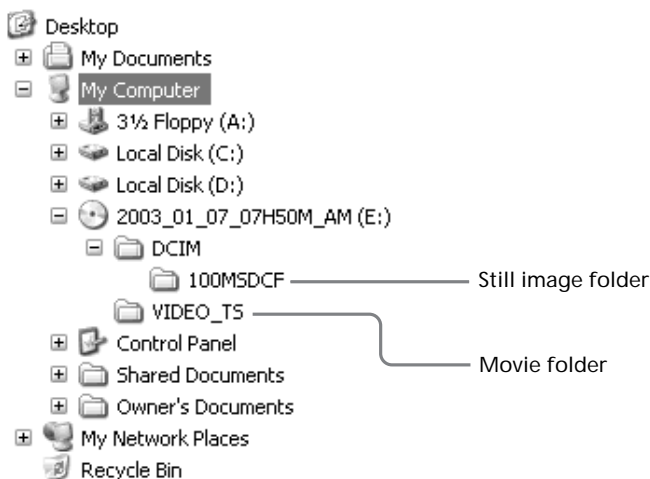 Desktop
My Documents
My Computer
3½ Floppy (A:)
Local Disk (C:)
Local Disk (D:)
2003_01_07_07H50M_AM (E:)
DCIM
100MSDCF
Still image folder
VIDEO_TS
Control Panel
Movie folder
Shared Documents
Owner's Documents
My Network Places
Recycle Bin